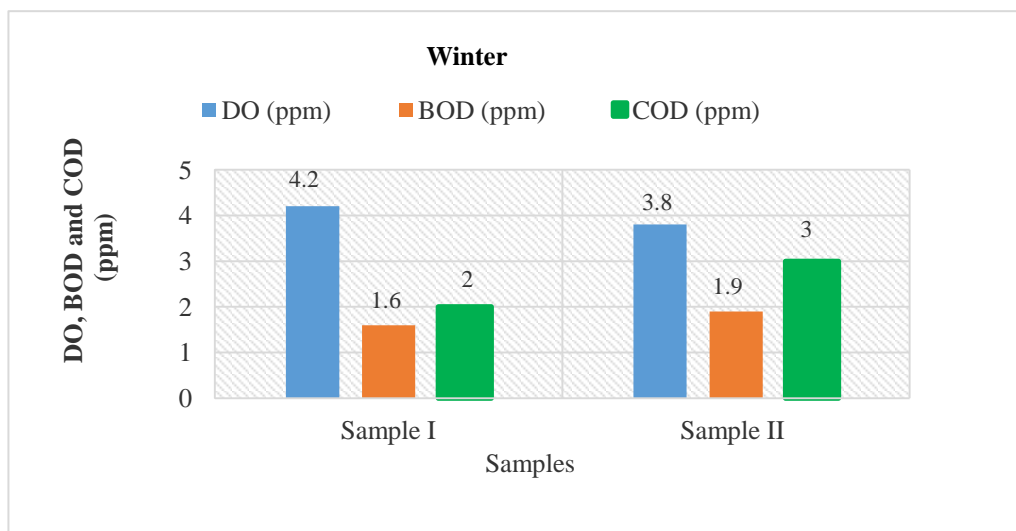 Winter
DO (ppm) BOD (ppm) COD (ppm)
DO, BOD and COD
(ppm)
5
4
3
2
1
0
4.2
1.6
2
3.8
1.9
3
Sample I Sample II
Samples